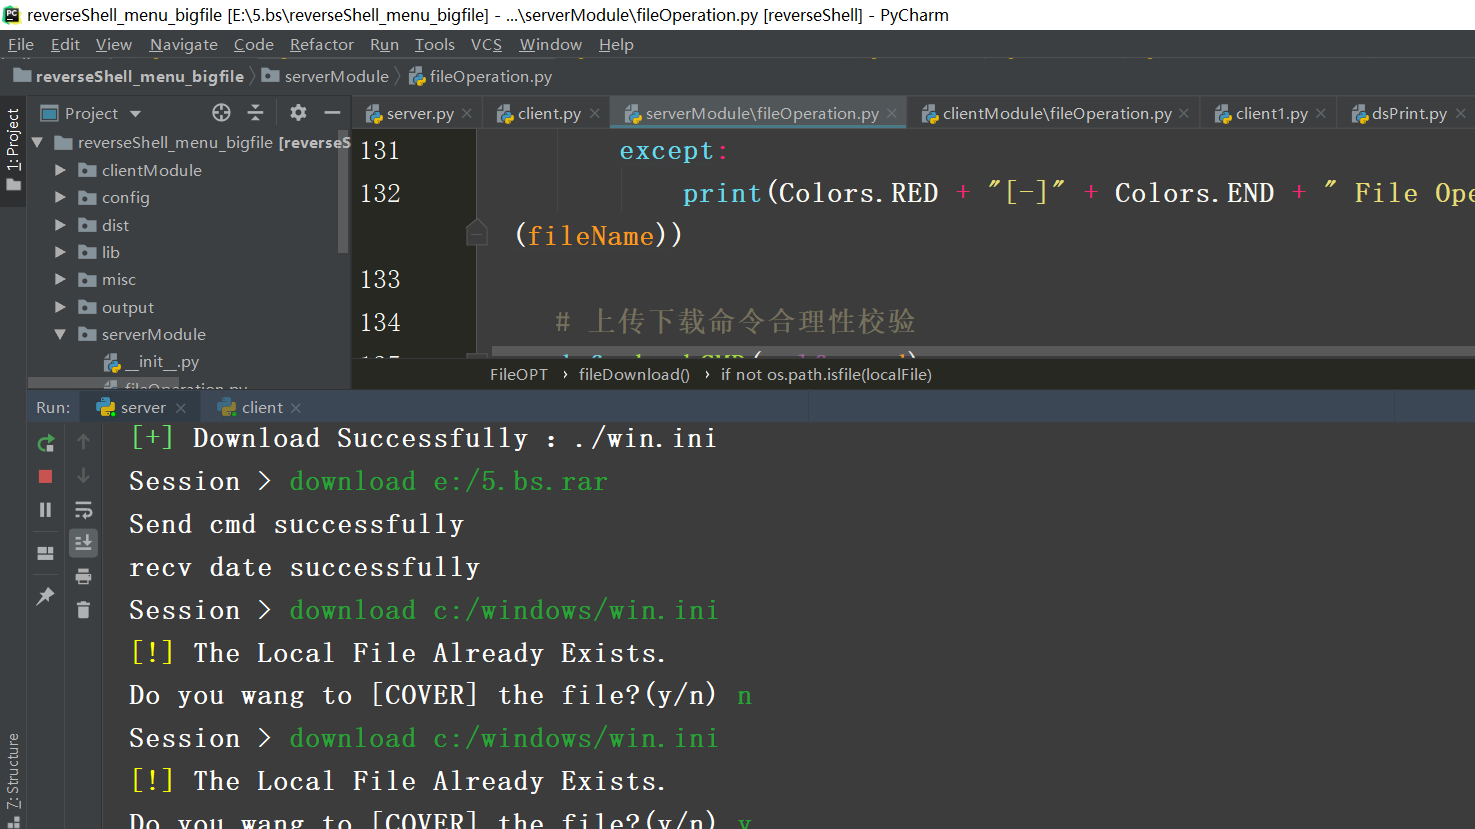 reverseShell_menu_bigfile [E:\5.bs\reverseShell_menu_bigfile] - ...\serverModule\fileOperation.py [reverseShell] - PyCharm
File Edit View Navigate Code Refactor Run Tools VCS Window Help
reverseShell_menu_bigfile serverModule fileOperation.py
Project server.py client.py serverModule\fileOperation.py clientModule\fileOperation.py client1.py dsPrint.py
1: Project
reverseShell_menu_bigfile [reverseS
clientModule
config
dist
lib
misc
output
serverModule
__init__.py
fileOperation.py
131 except:
132 print(Colors.RED + "[-]" + Colors.END + " File Ope
(fileName))
133
134 # 上传下载命令合理性校验
FileOPT › fileDownload() › if not os.path.isfile(localFile)
Run: server client
[+] Download Successfully : ./win.ini
Session > download e:/5.bs.rar
Send cmd successfully
recv date successfully
Session > download c:/windows/win.ini
[!] The Local File Already Exists.
Do you wang to [COVER] the file?(y/n) n
Session > download c:/windows/win.ini
[!] The Local File Already Exists.
Do you wang to [COVER] the file?(y/n) y
7: Structure